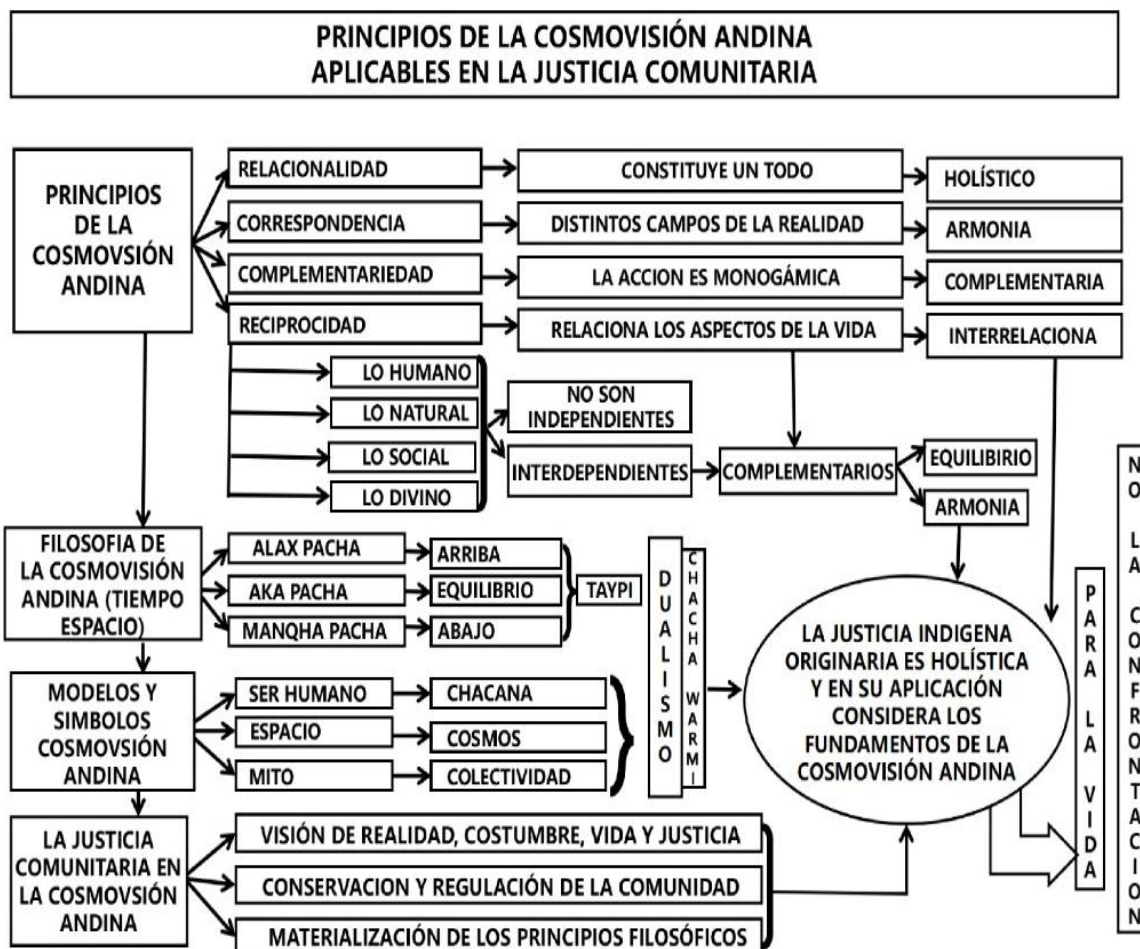 PRINCIPIOS DE LA COSMOVISIÓN ANDINA
APLICABLES EN LA JUSTICIA COMUNITARIA
PRINCIPIOS
DE LA
COSMOVSIÓN
ANDINA
RELACIONALIDAD
CONSTITUYE UN TODO
HOLÍSTICO
CORRESPONDENCIA
DISTINTOS CAMPOS DE LA REALIDAD
ARMONIA
COMPLEMENTARIEDAD
LA ACCION ES MONOGÁMICA
COMPLEMENTARIA
RECIPROCIDAD
RELACIONA LOS ASPECTOS DE LA VIDA
INTERRELACIONA
LO HUMANO
LO NATURAL
LO SOCIAL
LO DIVINO
NO SON
INDEPENDIENTES
INTERDEPENDIENTES
COMPLEMENTARIOS
EQUILIBIRIO
ARMONIA
FILOSOFIA DE
LA COSMOVISIÓN
ANDINA (TIEMPO
ESPACIO)
ALAX PACHA
ARRIBA
AKA PACHA
EQUILIBRIO
MANQHA PACHA
ABAJO
TAYPI
MODELOS Y
SIMBOLOS
COSMOVSIÓN
ANDINA
SER HUMANO
CHACANA
ESPACIO
COSMOS
MITO
COLECTIVIDAD
DUALISMO
CHACHA WARMI
LA JUSTICIA
COMUNITARIA EN
LA COSMOVSIÓN
ANDINA
VISIÓN DE REALIDAD, COSTUMBRE, VIDA Y JUSTICIA
CONSERVACION Y REGULACIÓN DE LA COMUNIDAD
MATERIALIZACIÓN DE LOS PRINCIPIOS FILOSÓFICOS
LA JUSTICIA INDIGENA
ORIGINARIA ES HOLÍSTICA
Y EN SU APLICACIÓN
CONSIDERA LOS
FUNDAMENTOS DE LA
COSMOVISIÓN ANDINA
PARA LA VIDA
NO LA CONFRONTACION